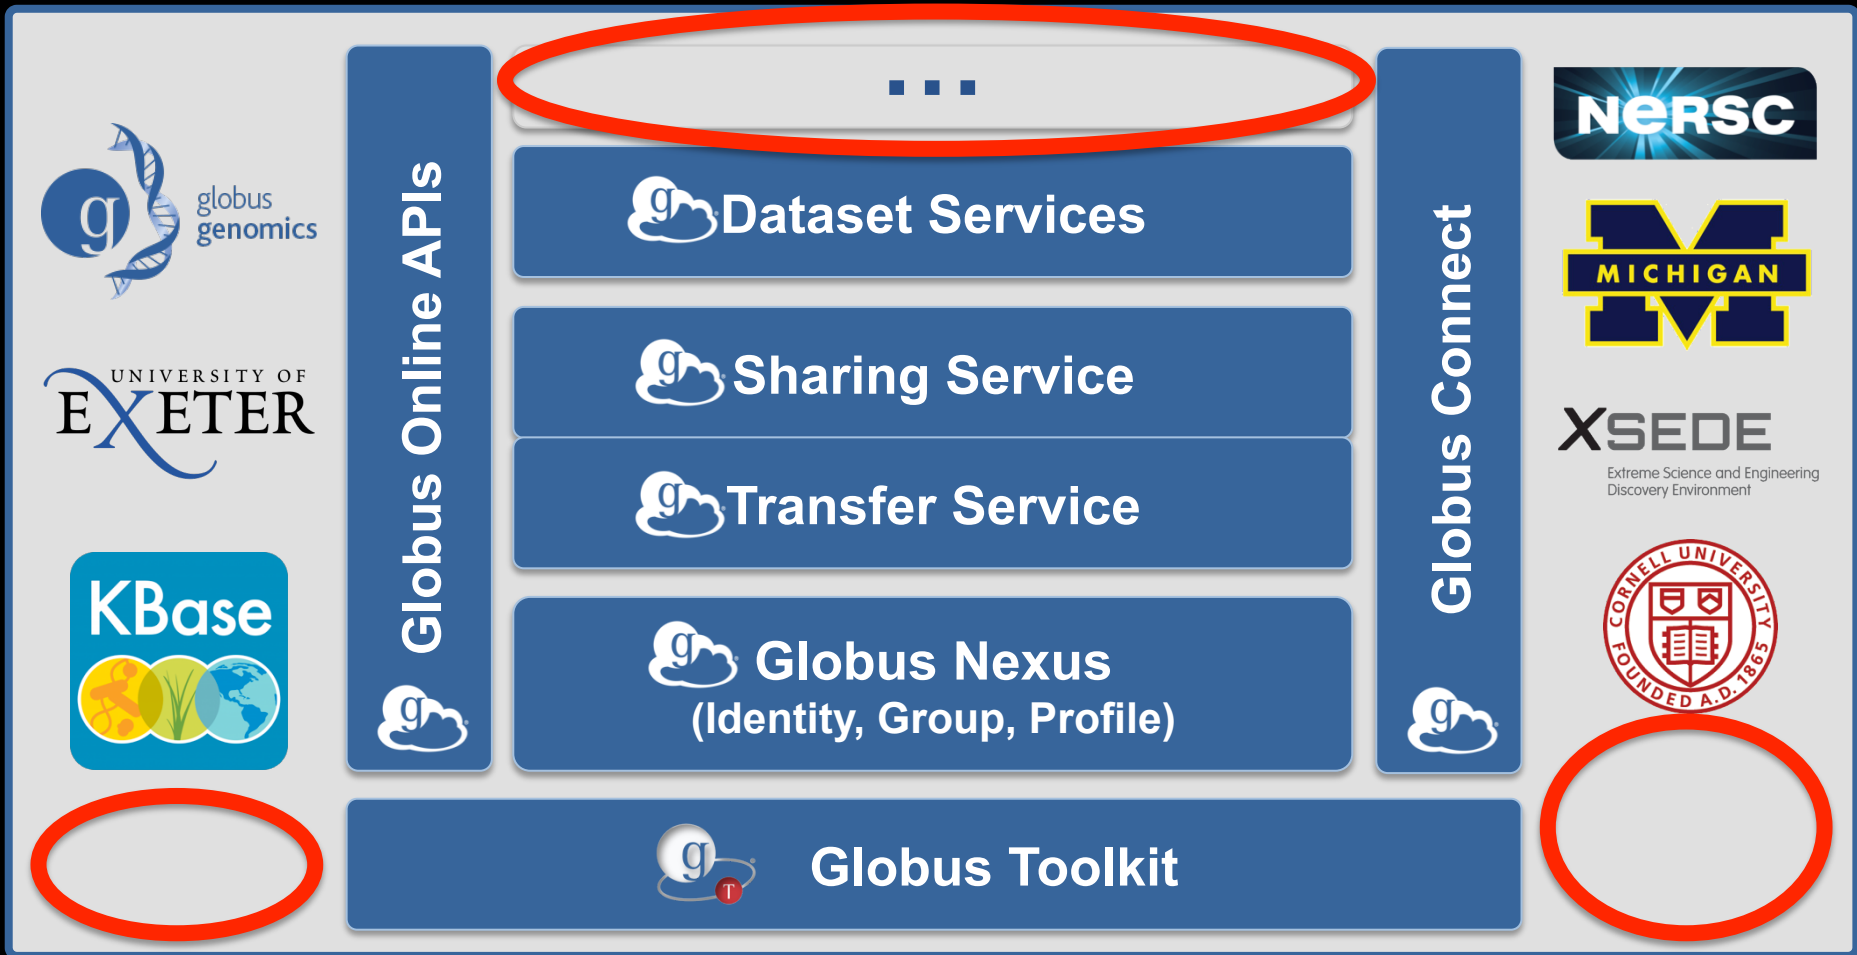 globus
genomics
UNIVERSITY OF
EXETER
KBase
Globus Online APIs
g
...
g Dataset Services
g Sharing Service
g Transfer Service
g Globus Nexus
(Identity, Group, Profile)
g T Globus Toolkit
Globus Connect
g
NERSC
MICHIGAN
XSEDE
Extreme Science and Engineering
Discovery Environment
CORNELL UNIVERSITY
FOUNDED A.D. 1865